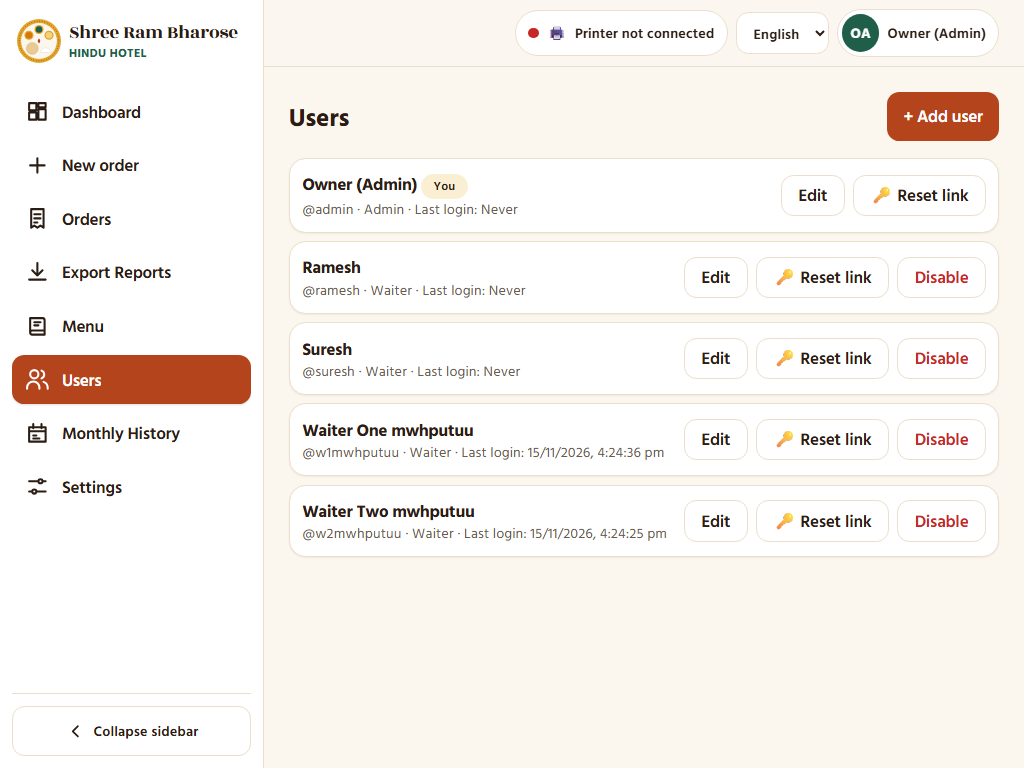 Shree Ram Bharose
HINDU HOTEL
Printer not connected
English
OA
Owner (Admin)
Dashboard
New order
Orders
Export Reports
Menu
Users
Monthly History
Settings
Collapse sidebar
Users
+ Add user
Owner (Admin) You
@admin · Admin · Last login: Never
Edit
Reset link
Ramesh
@ramesh · Waiter · Last login: Never
Edit
Reset link
Disable
Suresh
@suresh · Waiter · Last login: Never
Edit
Reset link
Disable
Waiter One mwhputuu
@w1mwhputuu · Waiter · Last login: 15/11/2026, 4:24:36 pm
Edit
Reset link
Disable
Waiter Two mwhputuu
@w2mwhputuu · Waiter · Last login: 15/11/2026, 4:24:25 pm
Edit
Reset link
Disable